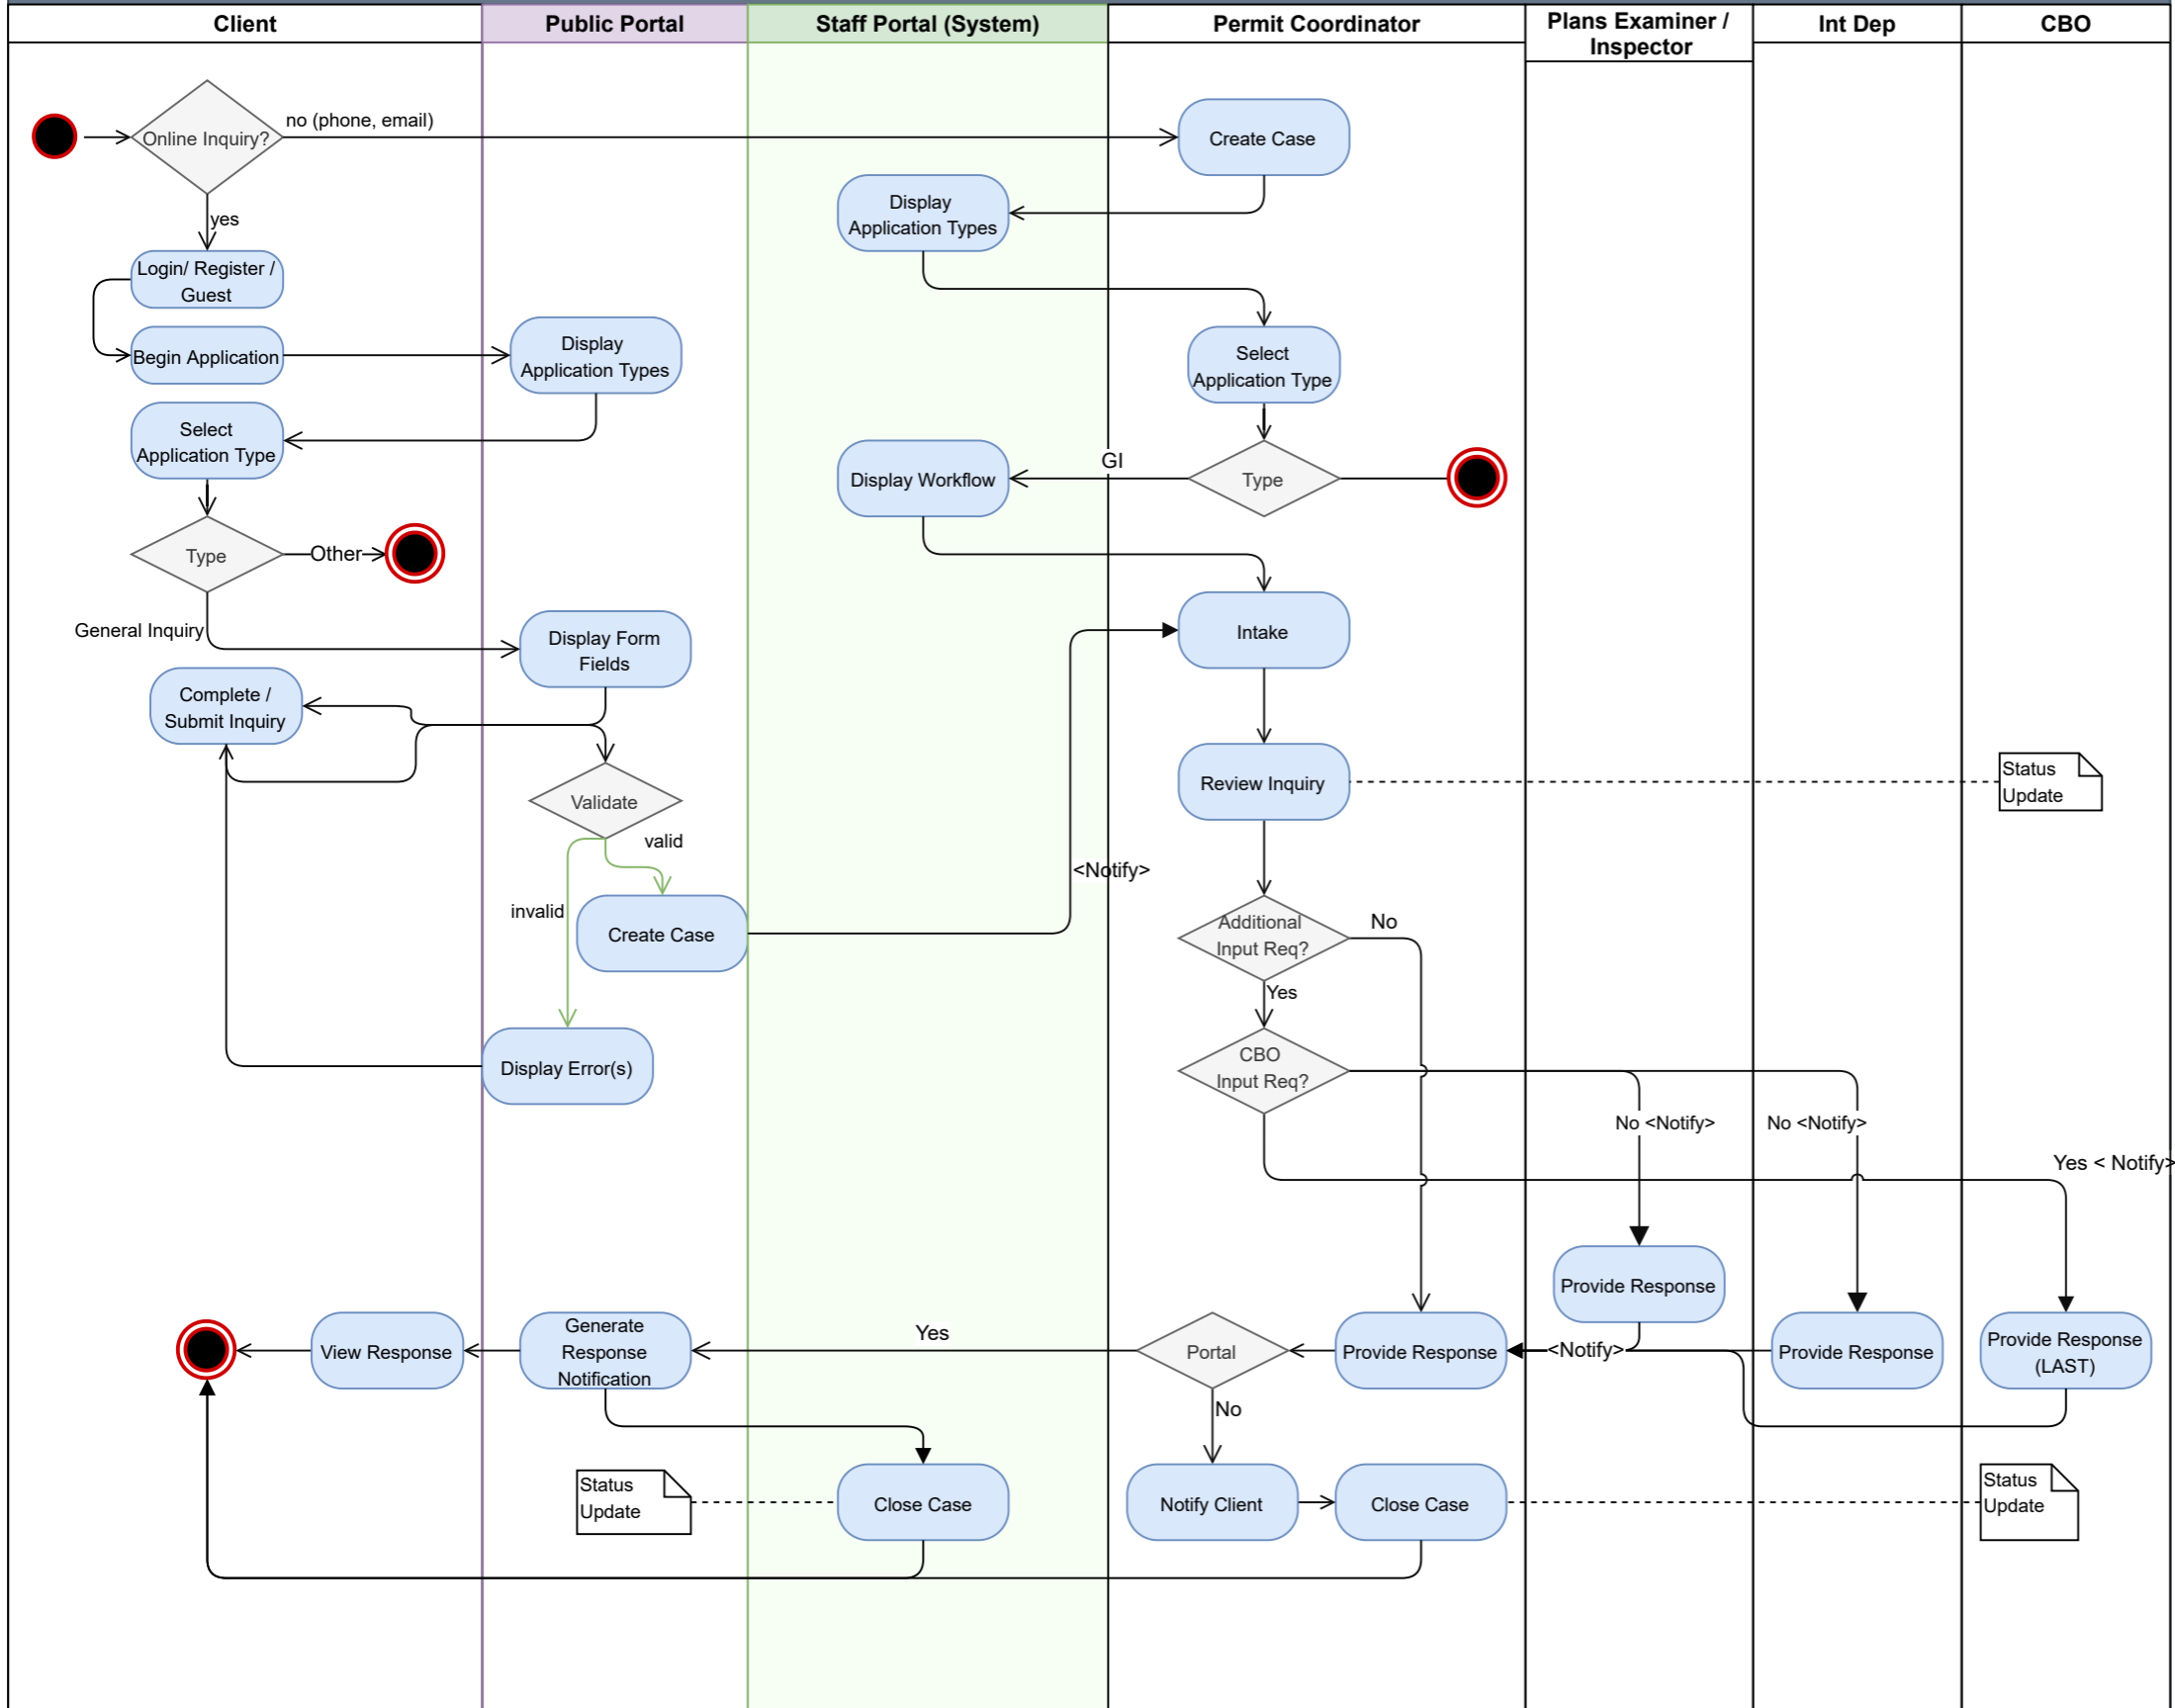 Client
Public Portal
Staff Portal (System)
Permit Coordinator
Plans Examiner /
Inspector
Int Dep
CBO
Online Inquiry?
no (phone, email)
Create Case
Display
Application Types
yes
Login/ Register /
Guest
Begin Application
Display
Application Types
Select
Application Type
Select
Application Type
GI
Display Workflow
Type
Type
Other
General Inquiry
Display Form
Fields
Intake
Complete /
Submit Inquiry
Review Inquiry
Status
Update
Validate
valid
<Notify>
invalid
Create Case
Additional
Input Req?
No
Yes
Display Error(s)
CBO
Input Req?
No <Notify>
No <Notify>
Yes < Notify>
Provide Response
View Response
Generate
Response
Notification
Yes
Portal
Provide Response
<Notify>
Provide Response
Provide Response
(LAST)
No
Status
Update
Close Case
Notify Client
Close Case
Status
Update